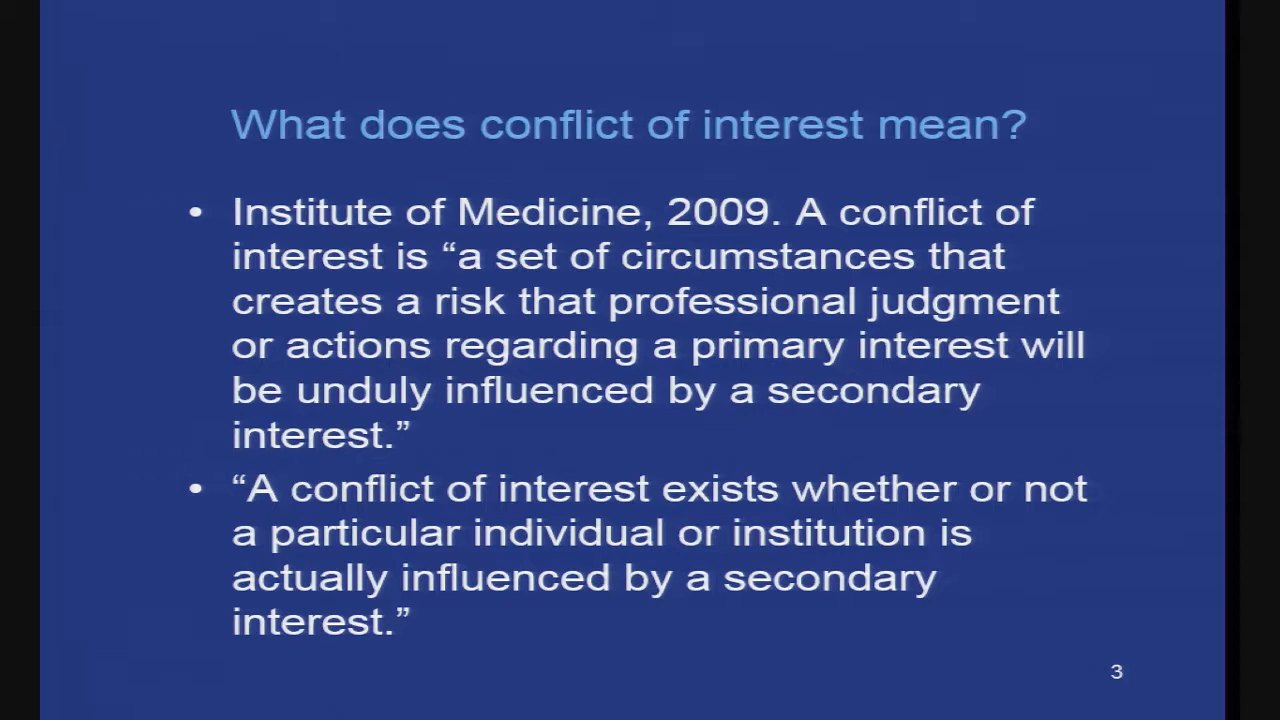 What does conflict of interest mean?
• Institute of Medicine, 2009. A conflict of
interest is “a set of circumstances that
creates a risk that professional judgment
or actions regarding a primary interest will
be unduly influenced by a secondary
interest.”
• “A conflict of interest exists whether or not
a particular individual or institution is
actually influenced by a secondary
interest.”
3